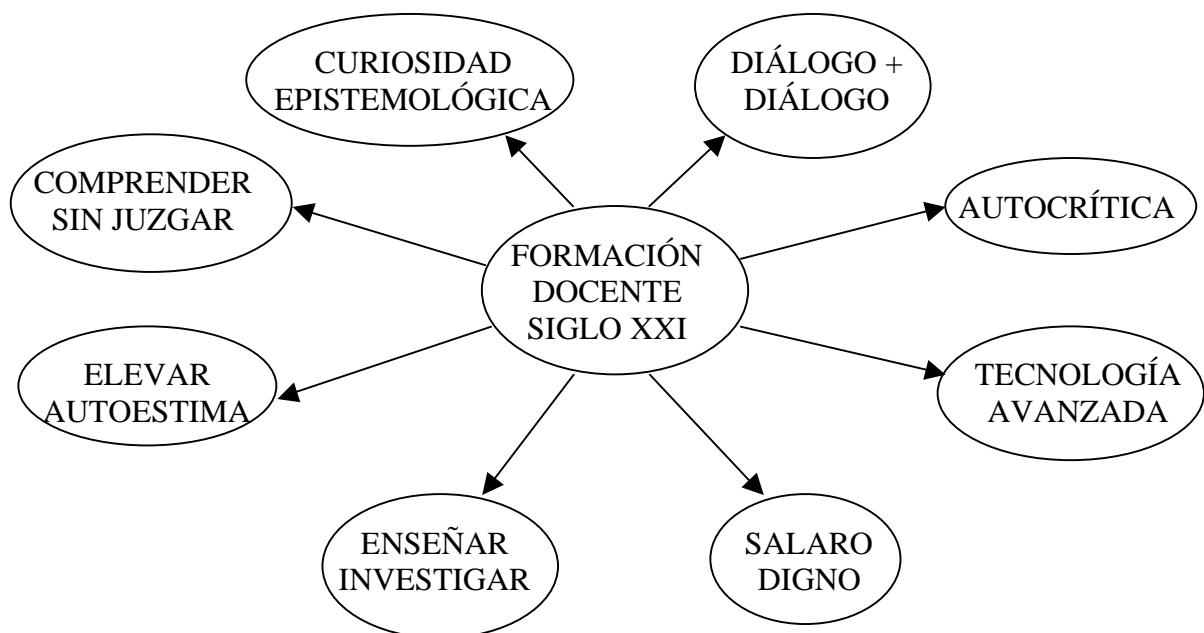 CURIOSIDAD
EPISTEMOLÓGICA
DIÁLOGO +
DIÁLOGO
COMPRENDER
SIN JUZGAR
AUTOCRÍTICA
FORMACIÓN
DOCENTE
SIGLO XXI
ELEVAR
AUTOESTIMA
TECNOLOGÍA
AVANZADA
ENSEÑAR
INVESTIGAR
SALARO
DIGNO